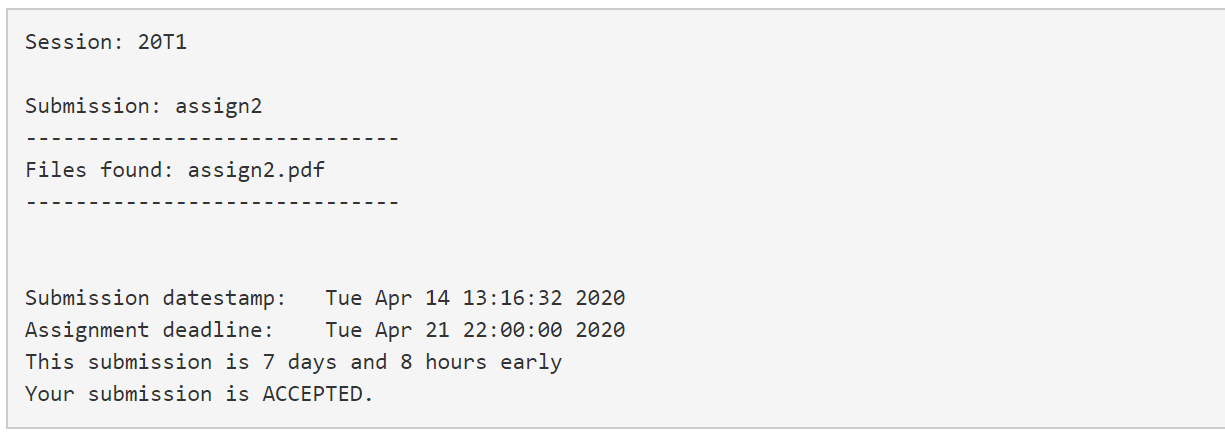 Session: 20T1
Submission: assign2
------------------------------
Files found: assign2.pdf
------------------------------
Submission datestamp:   Tue Apr 14 13:16:32 2020
Assignment deadline:    Tue Apr 21 22:00:00 2020
This submission is 7 days and 8 hours early
Your submission is ACCEPTED.